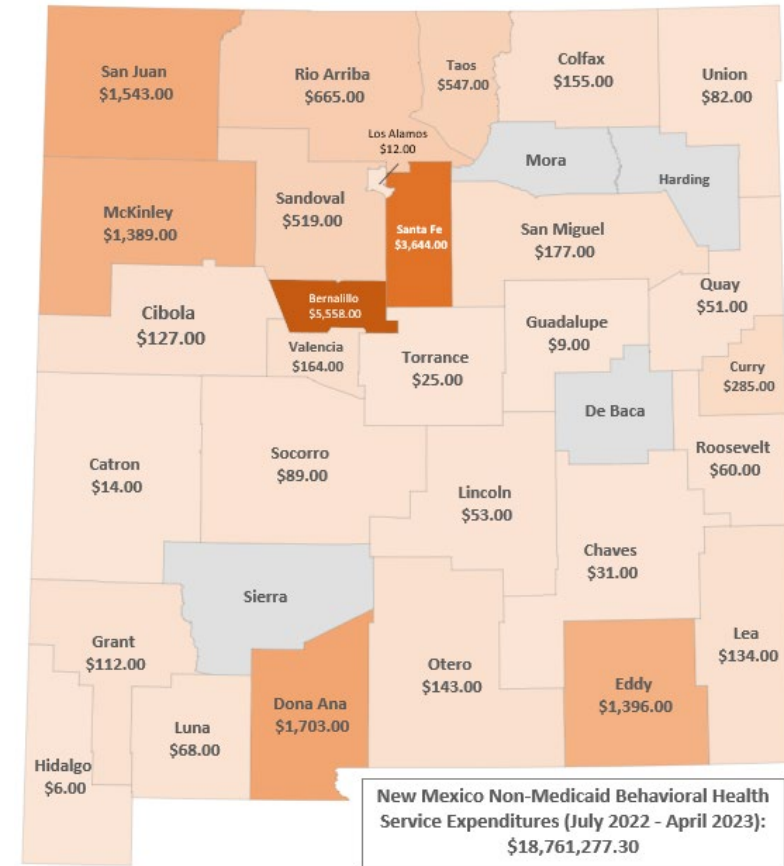 San Juan
$1,543.00
Rio Arriba
$665.00
Taos
$547.00
Colfax
$155.00
Union
$82.00
Los Alamos
$12.00
Mora
Harding
McKinley
$1,389.00
Sandoval
$519.00
Santa Fe
$3,644.00
San Miguel
$177.00
Quay
$51.00
Cibola
$127.00
Bernalillo
$5,558.00
Valencia
$164.00
Torrance
$25.00
Guadalupe
$9.00
Curry
$285.00
De Baca
Roosevelt
$60.00
Catron
$14.00
Socorro
$89.00
Lincoln
$53.00
Chaves
$31.00
Sierra
Grant
$112.00
Otero
$143.00
Lea
$134.00
Eddy
$1,396.00
Dona Ana
$1,703.00
Luna
$68.00
Hidalgo
$6.00
New Mexico Non-Medicaid Behavioral Health
Service Expenditures (July 2022 - April 2023):
$18,761,277.30